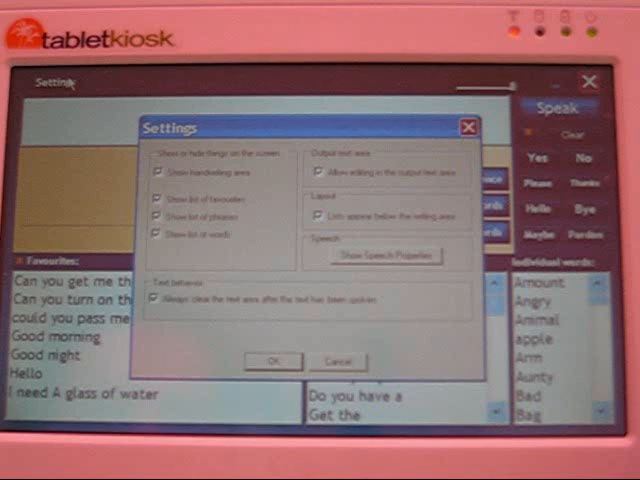 tabletkiosk
Settings
Speak
Clear
Yes No
Please Thanks
Hello Bye
Maybe Pardon
Settings
Show or hide things on the screen
Show handwriting area
Show list of favourites
Show list of phrases
Show list of words
Output text area
Allow editing in the output text area
Layout
Lists appear below the writing area
Speech
Show Speech Properties
Text behavior
Always clear the text area after the text has been spoken
OK Cancel
Favourites:
Can you get me
Can you turn on
could you pass me
Good morning
Good night
Hello
I need A glass of water
Do you have a
Get the
Individual words:
Amount
Angry
Animal
apple
Arm
Aunty
Bad
Bag